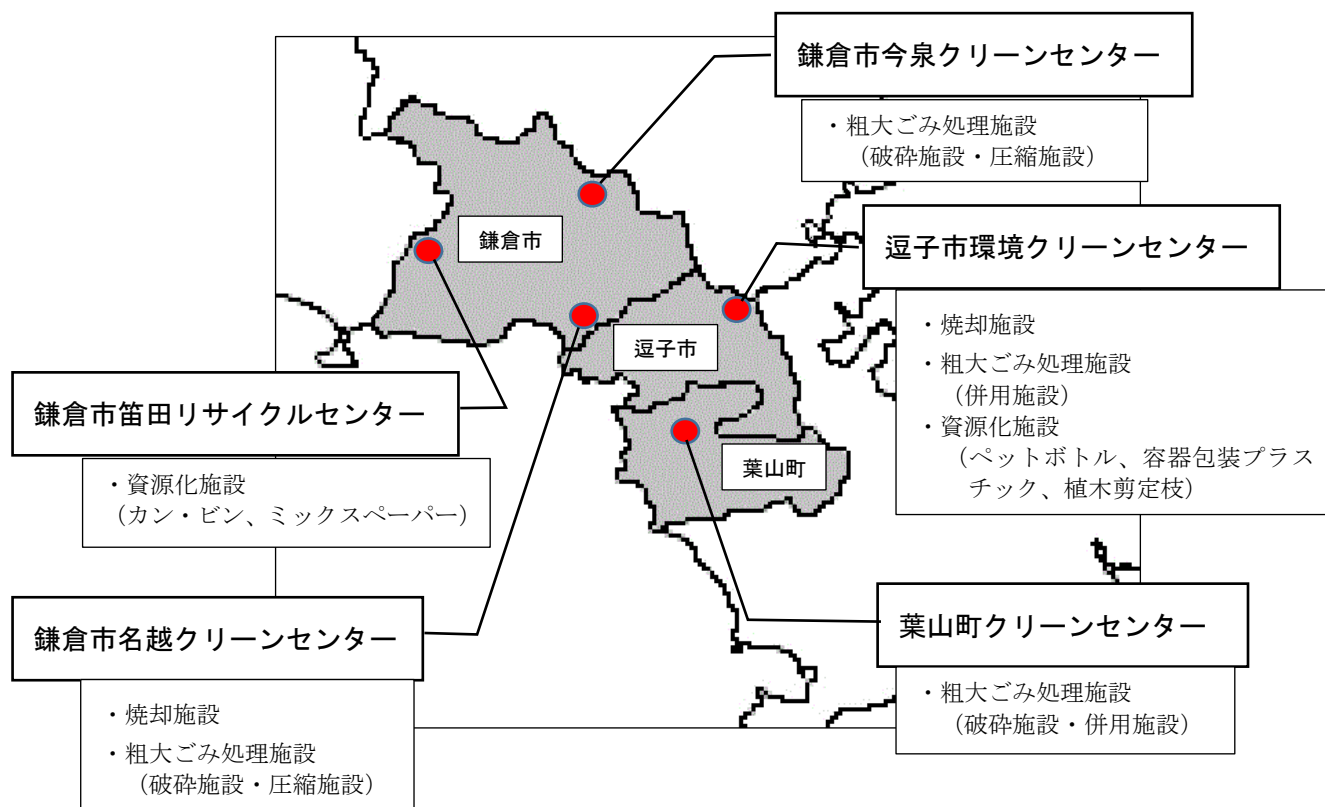 鎌倉市今泉クリーンセンター
・粗大ごみ処理施設
（破砕施設・圧縮施設）
鎌倉市
逗子市環境クリーンセンター
・焼却施設
・粗大ごみ処理施設
（併用施設）
・資源化施設
（ペットボトル、容器包装プラス
チック、植木剪定枝）
逗子市
鎌倉市笛田リサイクルセンター
・資源化施設
（カン・ビン、ミックスペーパー）
葉山町
鎌倉市名越クリーンセンター
・焼却施設
・粗大ごみ処理施設
（破砕施設・圧縮施設）
葉山町クリーンセンター
・粗大ごみ処理施設
（破砕施設・併用施設）